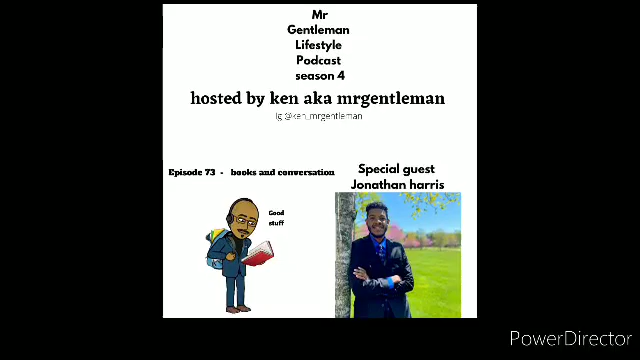 Mr
Gentleman
Lifestyle
Podcast
season 4
hosted by ken aka mrgentleman
Ig @ken_mrgentleman
Episode 73 - books and conversation
Special guest
Jonathan harris
Good
stuff
PowerDirector